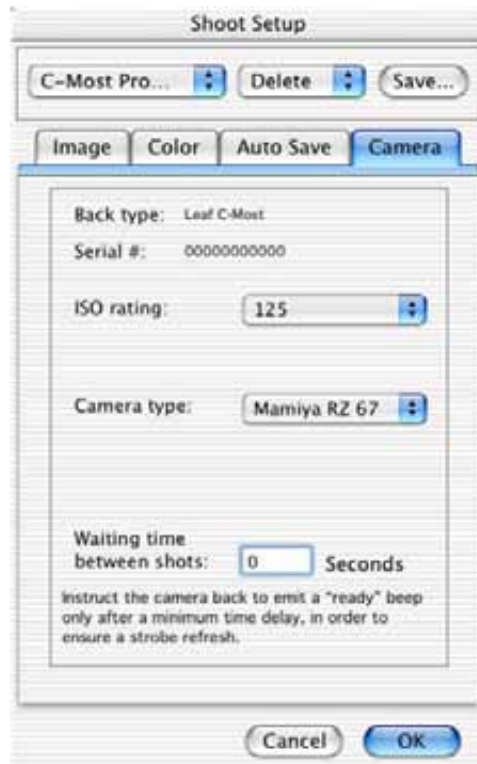 Shoot Setup
C-Most Pro... Delete Save...
Image Color Auto Save Camera
Back type: Leaf C-Most
Serial #: 00000000000
ISO rating: 125
Camera type: Mamiya RZ 67
Waiting time
between shots: 0 Seconds
Instruct the camera back to emit a "ready" beep
only after a minimum time delay, in order to
ensure a strobe refresh.
Cancel OK